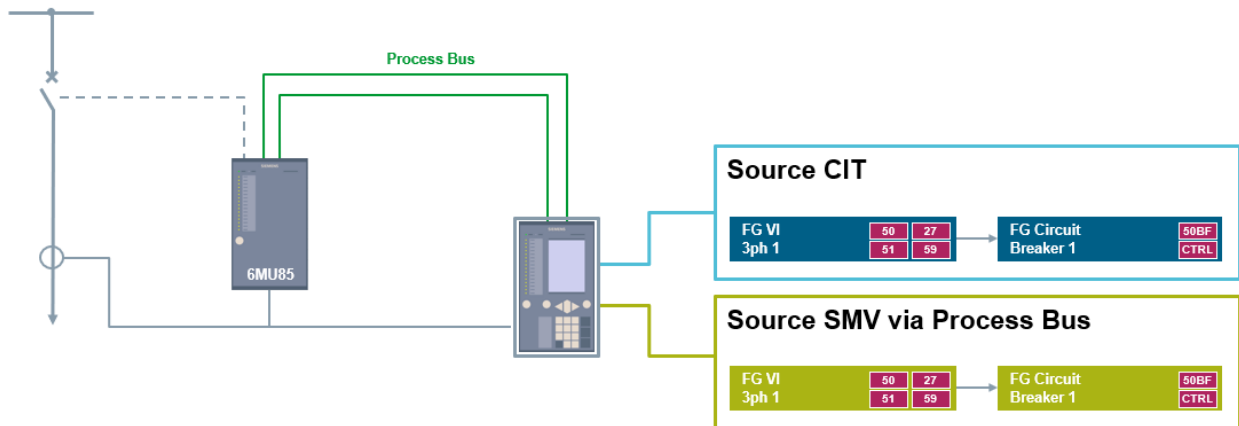 Process Bus
6MU85
Source CIT
FG VI
3ph 1
50 27
51 59
FG Circuit
Breaker 1
50BF
CTRL
Source SMV via Process Bus
FG VI
3ph 1
50 27
51 59
FG Circuit
Breaker 1
50BF
CTRL